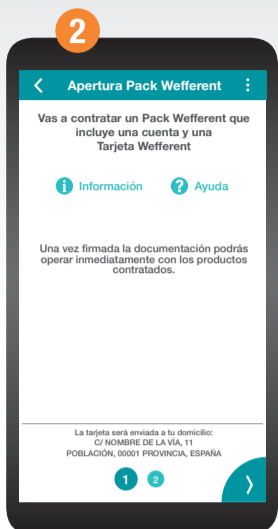 2
Apertura Pack Wefferent
Vas a contratar un Pack Wefferent que
incluye una cuenta y una
Tarjeta Wefferent
i Información ? Ayuda
Una vez firmada la documentación podrás
operar inmediatamente con los productos
contratados.
La tarjeta será enviada a tu domicilio:
C/ NOMBRE DE LA VÍA, 11
POBLACIÓN, 00001 PROVINCIA, ESPAÑA
1 2